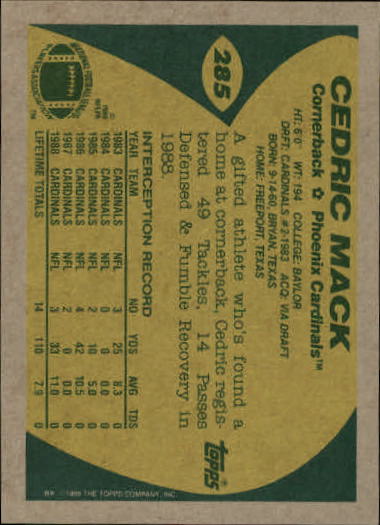 285
CEDRIC MACK
Cornerback ✩ Phoenix Cardinals™
HT: 6'0" WT: 194 COLLEGE: BAYLOR
DRFT: CARDINALS #2-1983 ACQ: VIA DRAFT
BORN: 9-14-60, BRYAN, TEXAS
HOME: FREEPORT, TEXAS
A gifted athlete who's found a
home at cornerback, Cedric regis-
tered 49 Tackles, 14 Passes
Defensed & Fumble Recovery in
1988.
TOPPS
INTERCEPTION RECORD
YEAR TEAM NO YDS AVG TDS
1983 CARDINALS NFL 3 25 8.3 0
1984 CARDINALS NFL 0 0 0.0 0
1985 CARDINALS NFL 2 10 5.0 0
1986 CARDINALS NFL 4 42 10.5 0
1987 CARDINALS NFL 2 0 0.0 0
1988 CARDINALS NFL 3 33 11.0 0
LIFETIME TOTALS 14 110 7.9 0
© 1989 THE TOPPS COMPANY, INC.